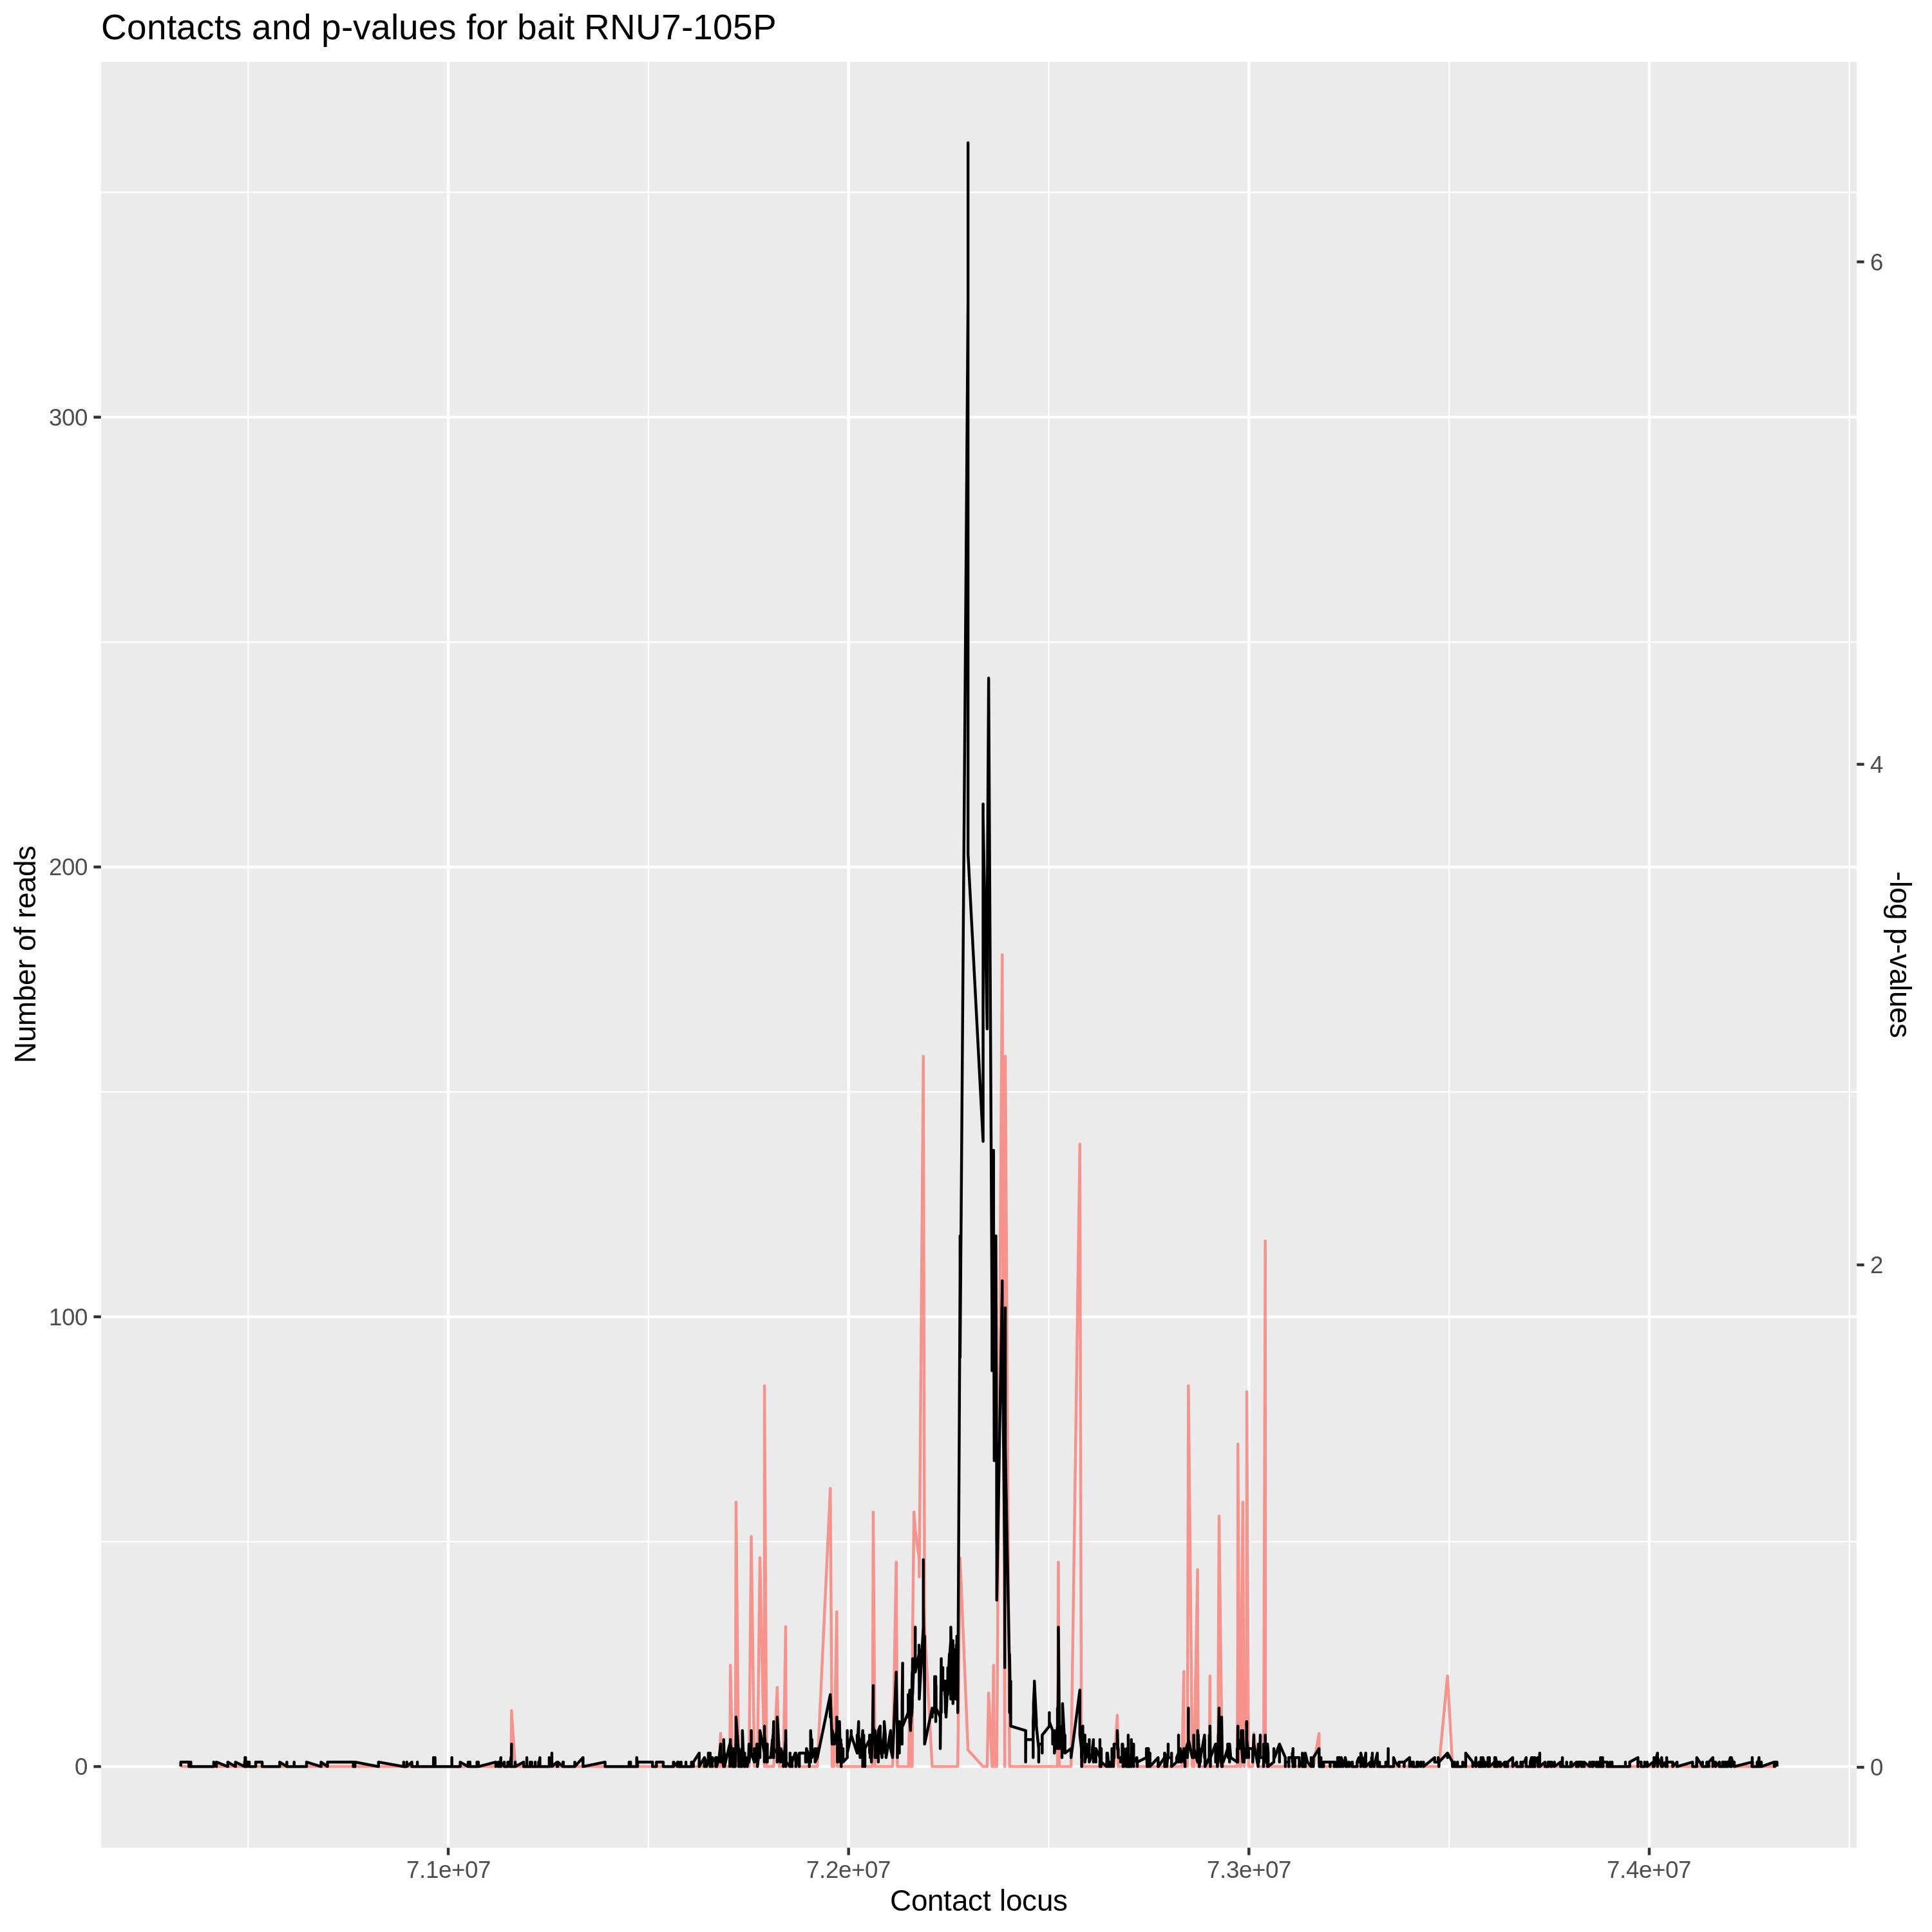 Contacts and p-values for bait RNU7-105P
Number of reads
300
200
100
0
6
4
2
0
-log p-values
7.1e+07 7.2e+07 7.3e+07 7.4e+07
Contact locus